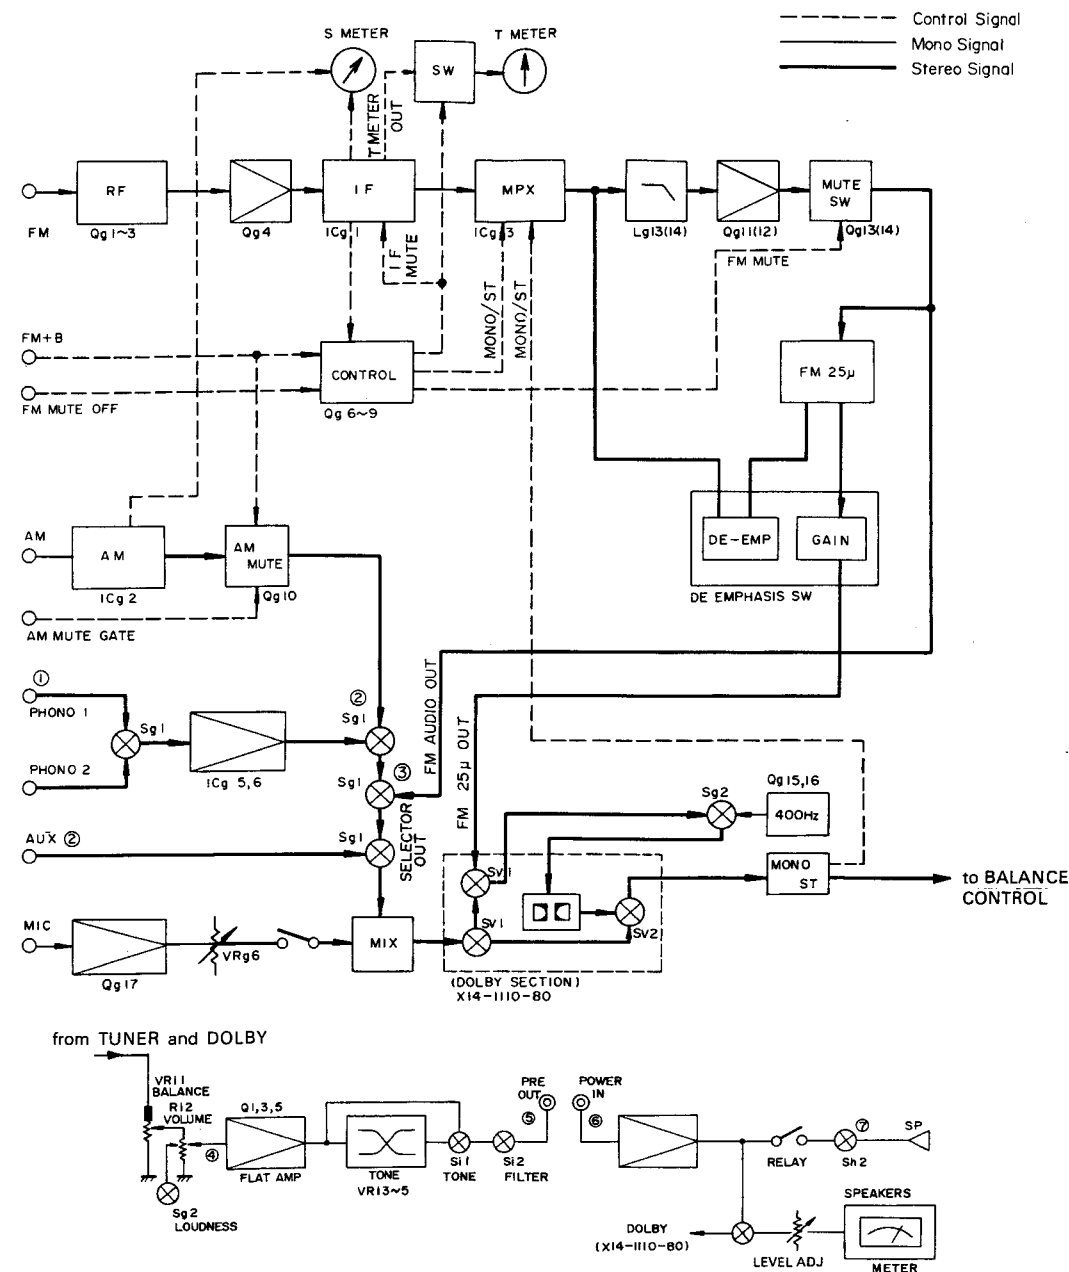 Control Signal
Mono Signal
Stereo Signal
S METER
T METER
SW
T METER OUT
RF
IF
MPX
MUTE SW
FM
Qg 1~3
Qg4
ICg 1
ICg 3
Lg13(14)
Qg11(12)
Qg13(14)
IF MUTE
FM MUTE
MONO/ST
MONO/ST
FM+B
CONTROL
FM 25μ
FM MUTE OFF
Qg 6~9
AM
AM
AM MUTE
DE-EMP
GAIN
ICg 2
Qg10
DE EMPHASIS SW
AM MUTE GATE
①
PHONO 1
Sg1
②
Sg1
FM AUDIO OUT
FM 25μ OUT
PHONO 2
ICg 5,6
③
Sg1
Qg15,16
Sg2
400Hz
AUX ②
Sg1
SELECTOR OUT
Sv1
MONO ST
to BALANCE
CONTROL
MIC
MIX
Sv1
Sv2
VRg6
Qg17
(DOLBY SECTION)
X14-1110-80
from TUNER and DOLBY
VR11
BALANCE
R12
VOLUME
Q1,3,5
PRE OUT
POWER IN
⑤
⑥
⑦
SP
④
FLAT AMP
TONE
VR13~5
Si1
TONE
Si2
FILTER
RELAY
Sh2
Sg2
LOUDNESS
SPEAKERS
DOLBY
(X14-1110-80)
LEVEL ADJ
METER